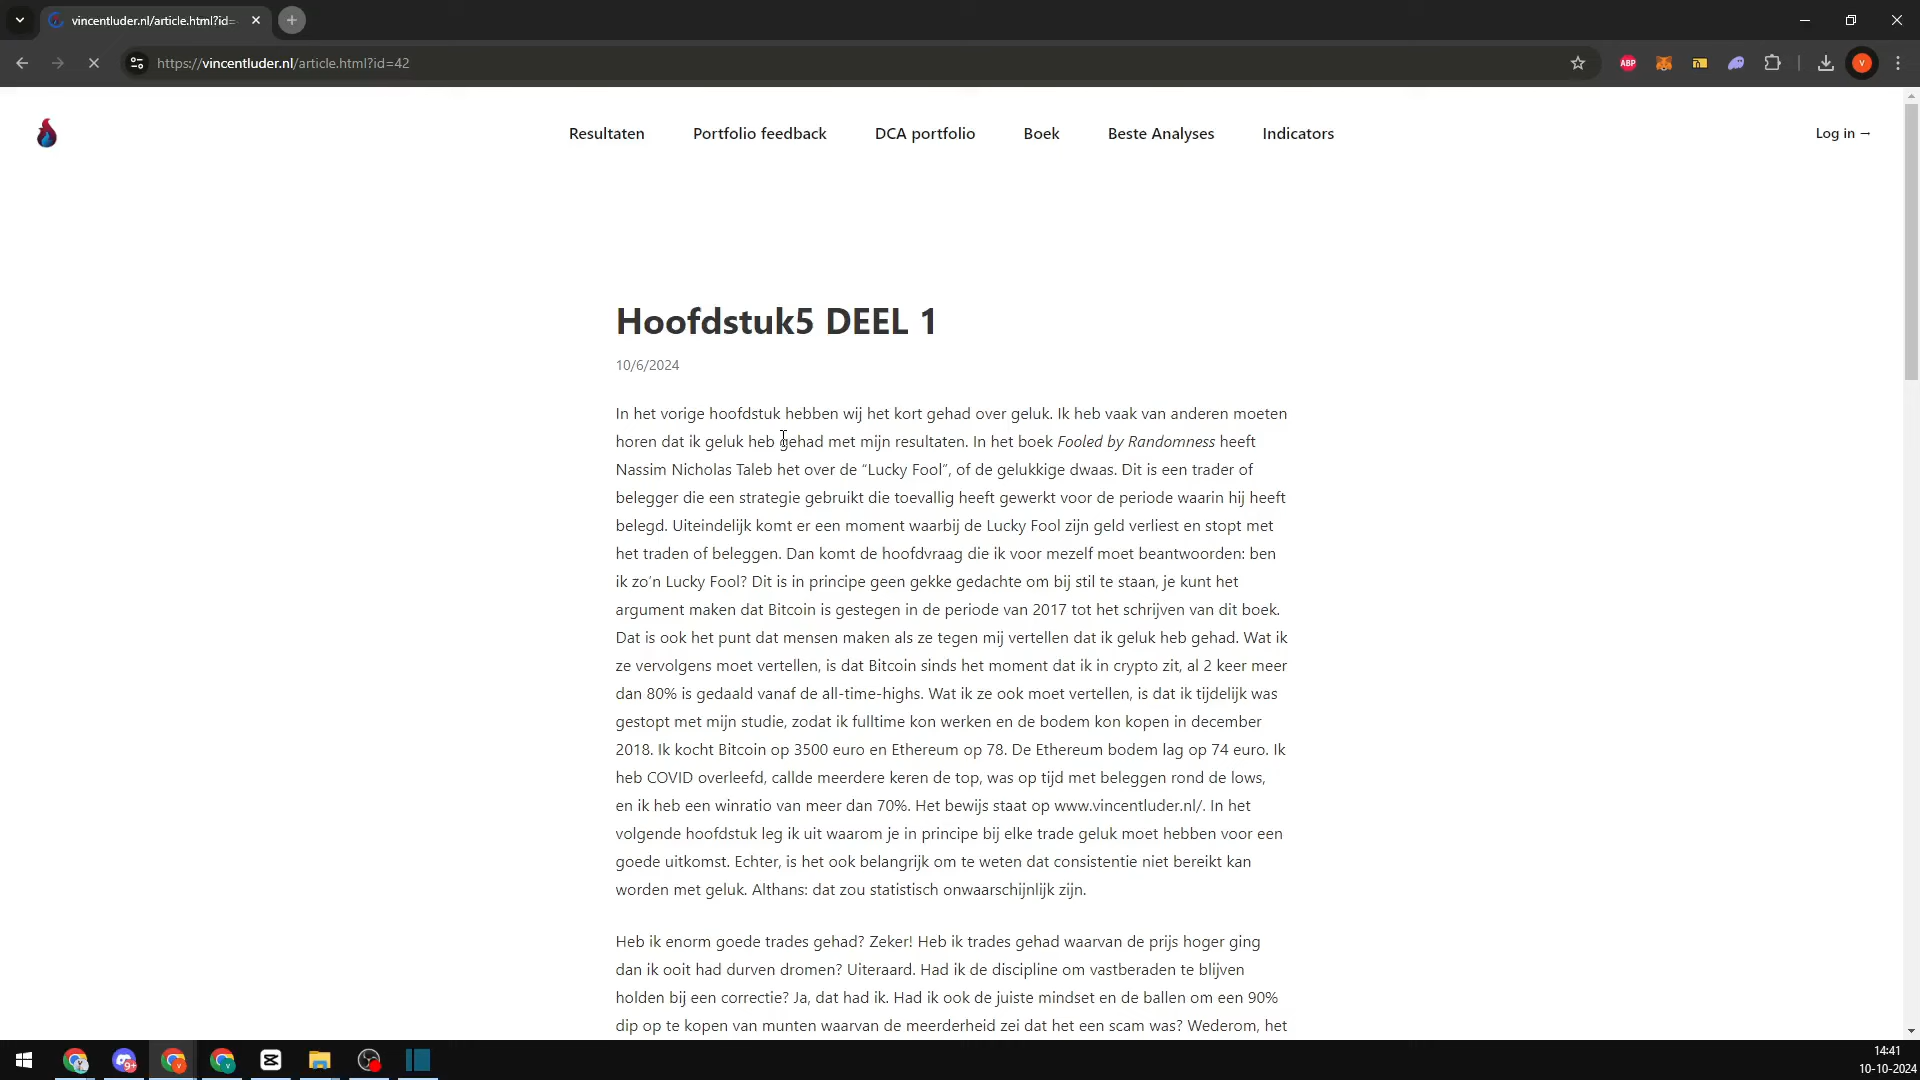 vincentluder.nl/article.html?id=
https://vincentluder.nl/article.html?id=42
ABP
V
Resultaten
Portfolio feedback
DCA portfolio
Boek
Beste Analyses
Indicators
Log in →
Hoofdstuk5 DEEL 1
10/6/2024
In het vorige hoofdstuk hebben wij het kort gehad over geluk. Ik heb vaak van anderen moeten
horen dat ik geluk heb gehad met mijn resultaten. In het boek Fooled by Randomness heeft
Nassim Nicholas Taleb het over de “Lucky Fool”, of de gelukkige dwaas. Dit is een trader of
belegger die een strategie gebruikt die toevallig heeft gewerkt voor de periode waarin hij heeft
belegd. Uiteindelijk komt er een moment waarbij de Lucky Fool zijn geld verliest en stopt met
het traden of beleggen. Dan komt de hoofdvraag die ik voor mezelf moet beantwoorden: ben
ik zo’n Lucky Fool? Dit is in principe geen gekke gedachte om bij stil te staan, je kunt het
argument maken dat Bitcoin is gestegen in de periode van 2017 tot het schrijven van dit boek.
Dat is ook het punt dat mensen maken als ze tegen mij vertellen dat ik geluk heb gehad. Wat ik
ze vervolgens moet vertellen, is dat Bitcoin sinds het moment dat ik in crypto zit, al 2 keer meer
dan 80% is gedaald vanaf de all-time-highs. Wat ik ze ook moet vertellen, is dat ik tijdelijk was
gestopt met mijn studie, zodat ik fulltime kon werken en de bodem kon kopen in december
2018. Ik kocht Bitcoin op 3500 euro en Ethereum op 78. De Ethereum bodem lag op 74 euro. Ik
heb COVID overleefd, callde meerdere keren de top, was op tijd met beleggen rond de lows,
en ik heb een winratio van meer dan 70%. Het bewijs staat op www.vincentluder.nl/. In het
volgende hoofdstuk leg ik uit waarom je in principe bij elke trade geluk moet hebben voor een
goede uitkomst. Echter, is het ook belangrijk om te weten dat consistentie niet bereikt kan
worden met geluk. Althans: dat zou statistisch onwaarschijnlijk zijn.
Heb ik enorm goede trades gehad? Zeker! Heb ik trades gehad waarvan de prijs hoger ging
dan ik ooit had durven dromen? Uiteraard. Had ik de discipline om vastberaden te blijven
holden bij een correctie? Ja, dat had ik. Had ik ook de juiste mindset en de ballen om een 90%
dip op te kopen van munten waarvan de meerderheid zei dat het een scam was? Wederom, het
9+
14:41
10-10-2024